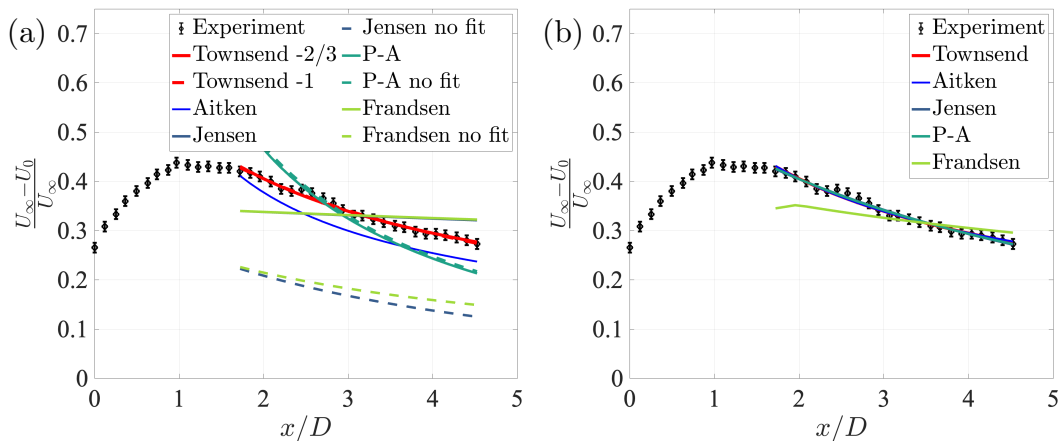 (a)
Experiment
Townsend -2/3
Townsend -1
Aitken
Jensen
Jensen no fit
P-A
P-A no fit
Frandsen
Frandsen no fit
0.7
0.6
0.5
0.4
0.3
0.2
0.1
0
U∞−U0
U∞
0 1 2 3 4 5
x/D
(b)
Experiment
Townsend
Aitken
Jensen
P-A
Frandsen
0.7
0.6
0.5
0.4
0.3
0.2
0.1
0
U∞−U0
U∞
0 1 2 3 4 5
x/D